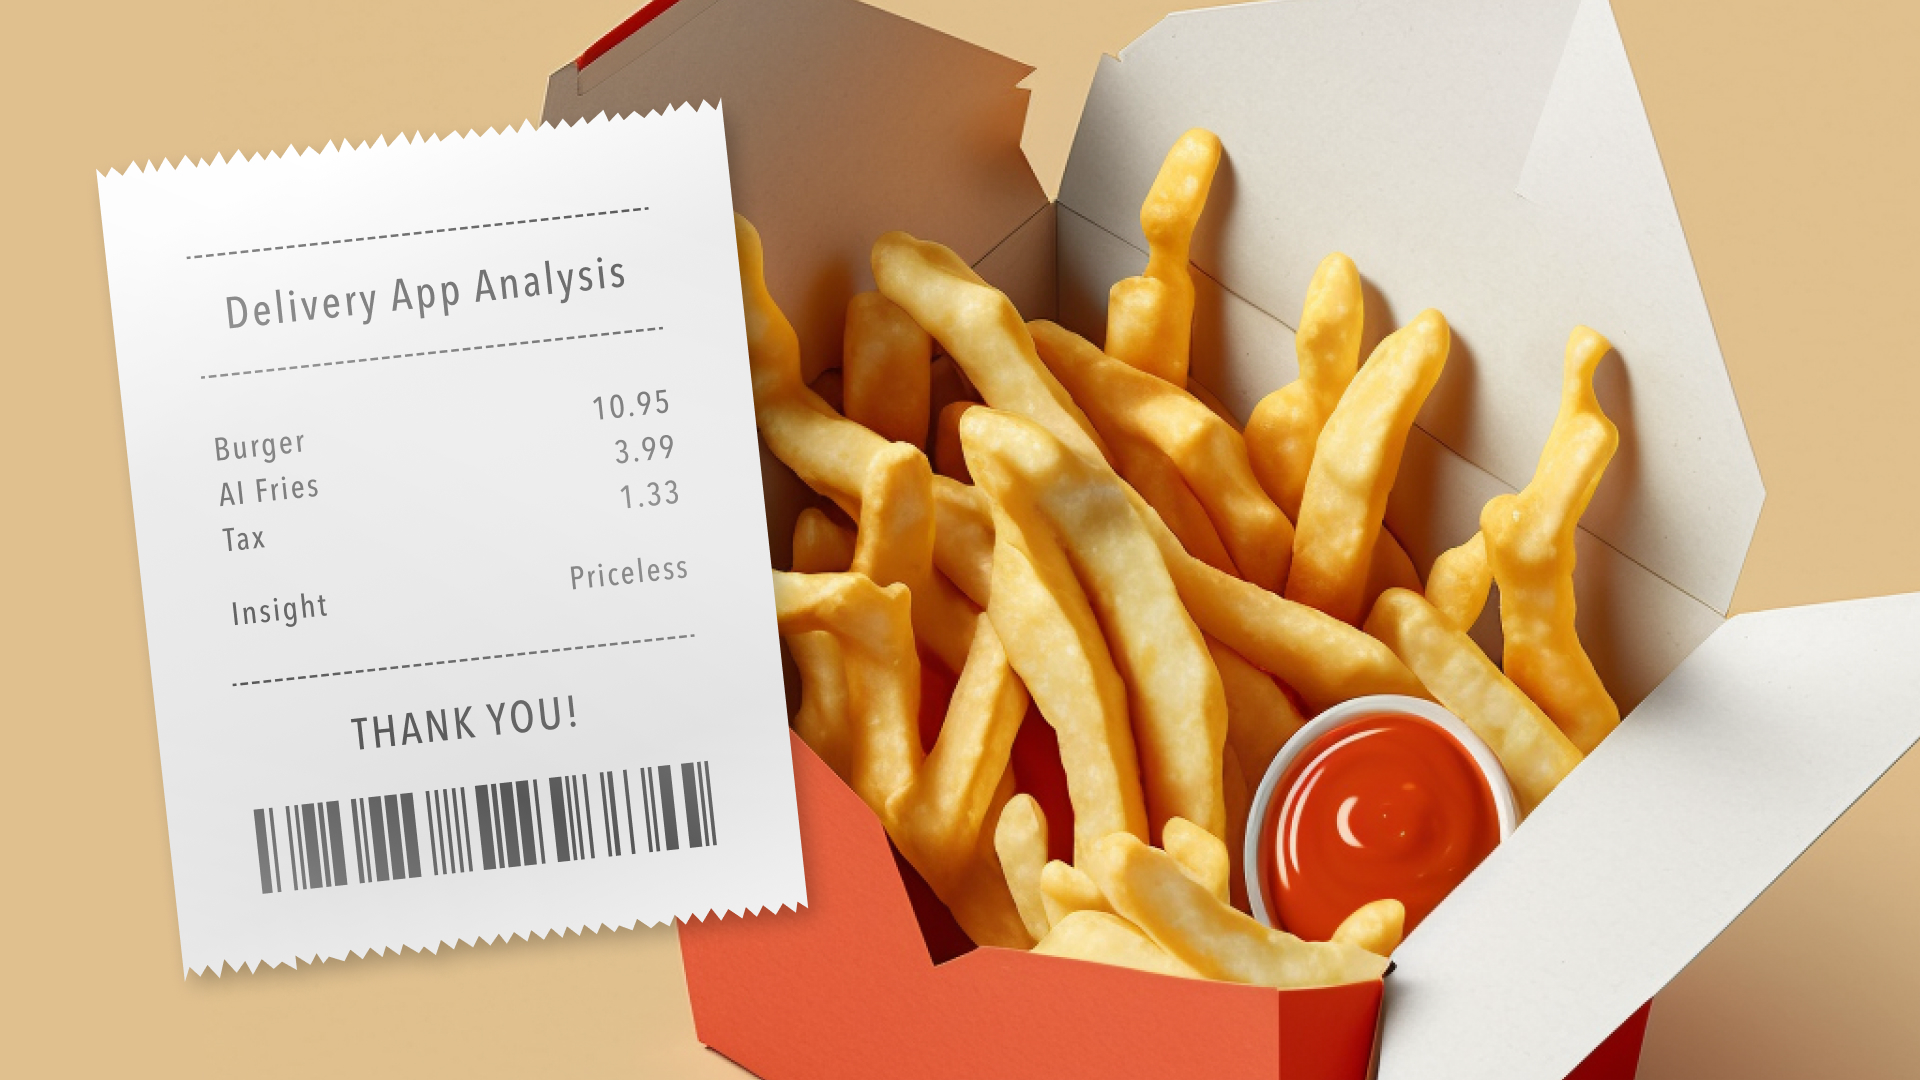 Delivery App Analysis
Burger 10.95
AI Fries 3.99
Tax 1.33
Insight Priceless
THANK YOU!